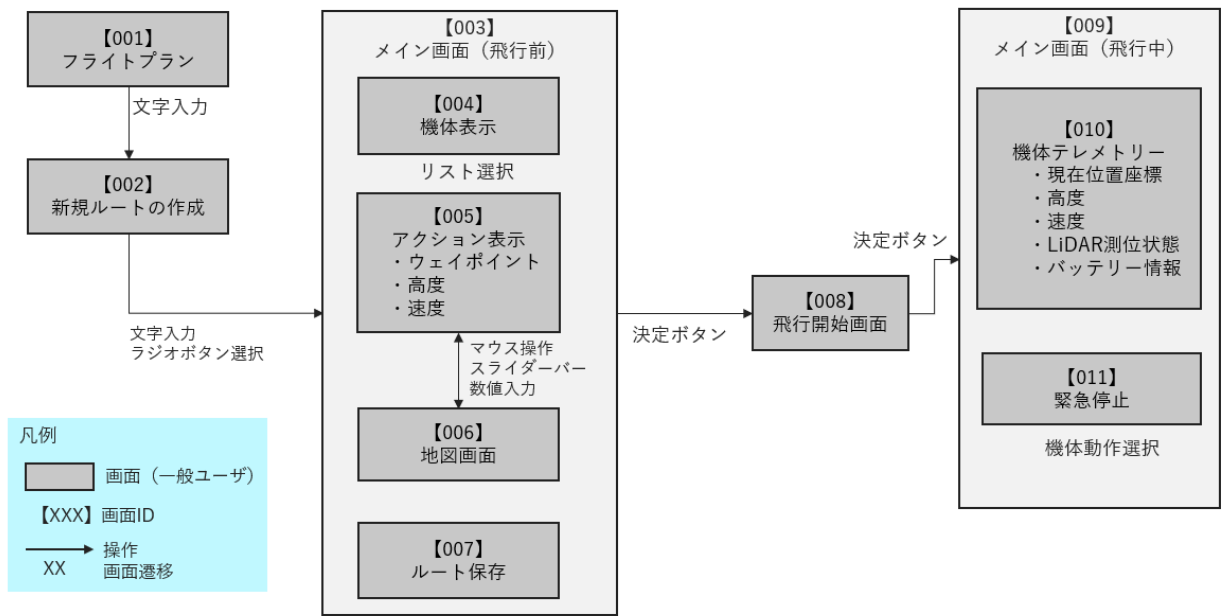 【001】
フライトプラン
文字入力
【002】
新規ルートの作成
文字入力
ラジオボタン選択
【003】
メイン画面（飛行前）
【004】
機体表示
リスト選択
【005】
アクション表示
・ウェイポイント
・高度
・速度
マウス操作
スライダーバー
数値入力
【006】
地図画面
【007】
ルート保存
決定ボタン
【008】
飛行開始画面
決定ボタン
【009】
メイン画面（飛行中）
【010】
機体テレメトリー
・現在位置座標
・高度
・速度
・LiDAR測位状態
・バッテリー情報
【011】
緊急停止
機体動作選択
凡例
画面（一般ユーザ）
【XXX】画面ID
XX
操作
画面遷移